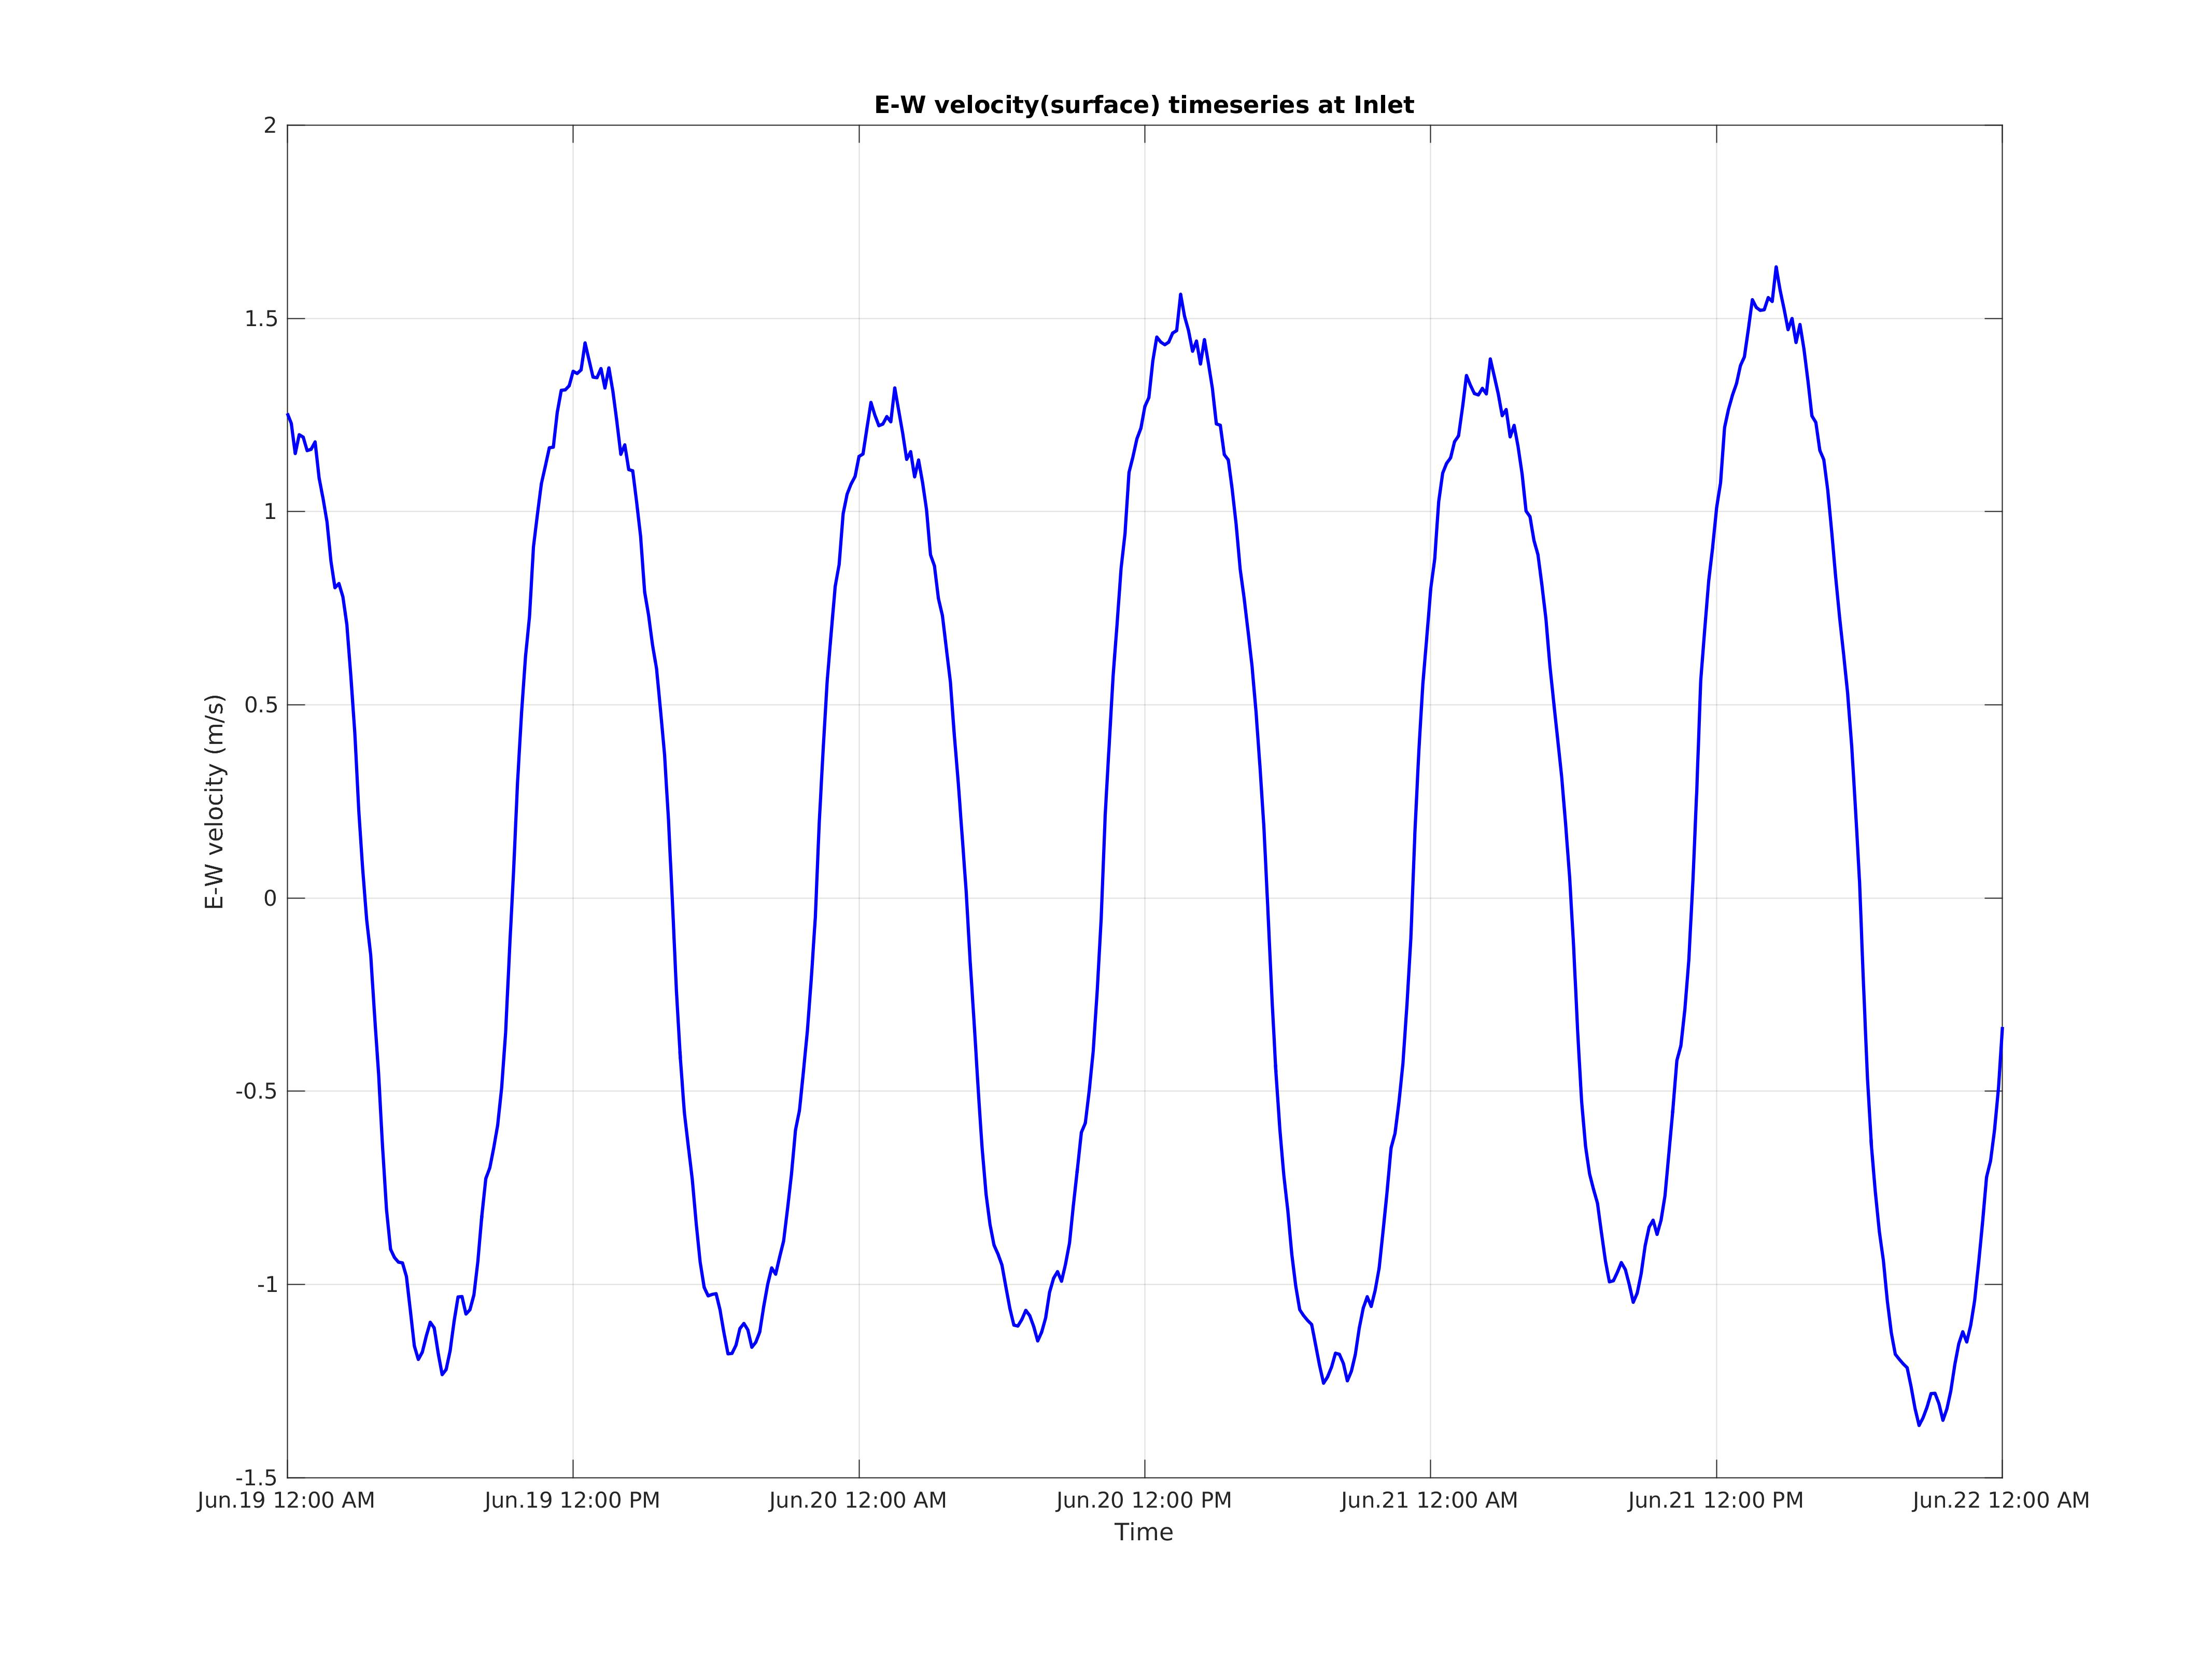 E-W velocity(surface) timeseries at Inlet
2
1.5
1
0.5
0
-0.5
-1
-1.5
E-W velocity (m/s)
Jun.19 12:00 AM Jun.19 12:00 PM Jun.20 12:00 AM Jun.20 12:00 PM Jun.21 12:00 AM Jun.21 12:00 PM Jun.22 12:00 AM
Time